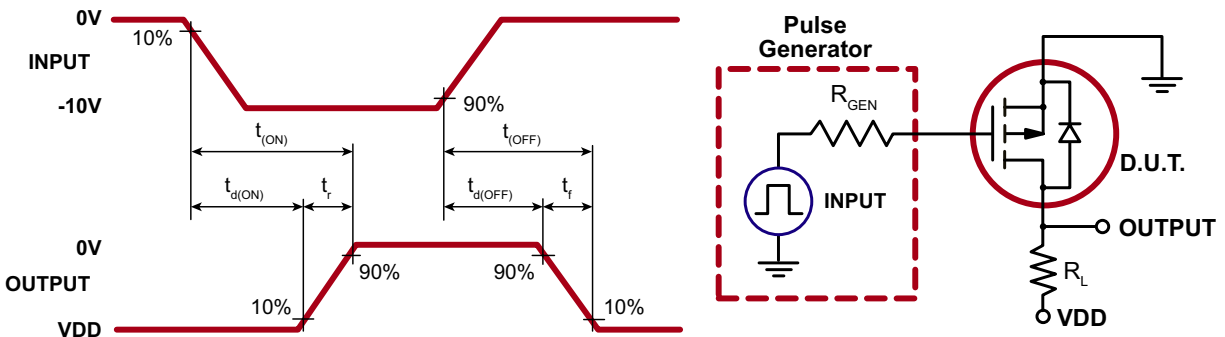 0V
10%
INPUT
-10V
90%
t(ON)
t(OFF)
td(ON)
tr
td(OFF)
tf
0V
OUTPUT
90%
90%
10%
10%
VDD
Pulse
Generator
RGEN
INPUT
D.U.T.
OUTPUT
RL
VDD